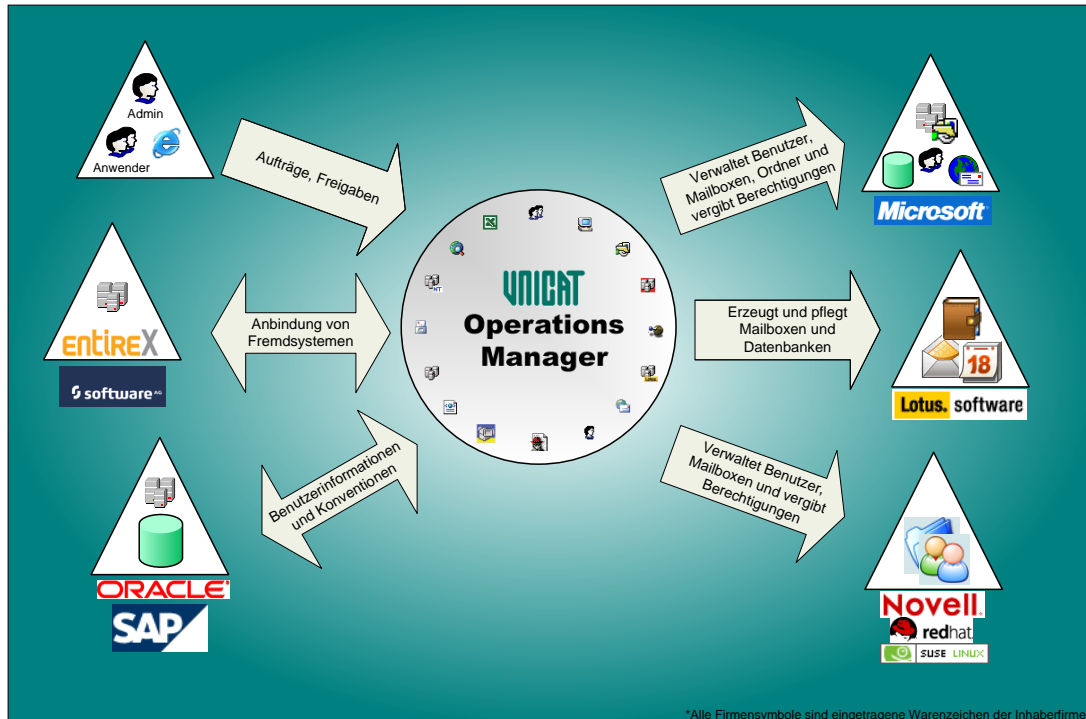 Admin
Anwender
Aufträge, Freigaben
Verwaltet Benutzer,
Mailboxen, Ordner und
vergibt Berechtigungen
Microsoft
entireX
software AG
Anbindung von
Fremdsystemen
UNICAT
Operations
Manager
NT
LOTUS
Erzeugt und pflegt
Mailboxen und
Datenbanken
18
Lotus. software
Benutzerinformationen
und Konventionen
ORACLE
SAP
Verwaltet Benutzer,
Mailboxen und vergibt
Berechtigungen
Novell.
redhat.
SUSE LINUX
*Alle Firmensymbole sind eingetragene Warenzeichen der Inhaberfirme